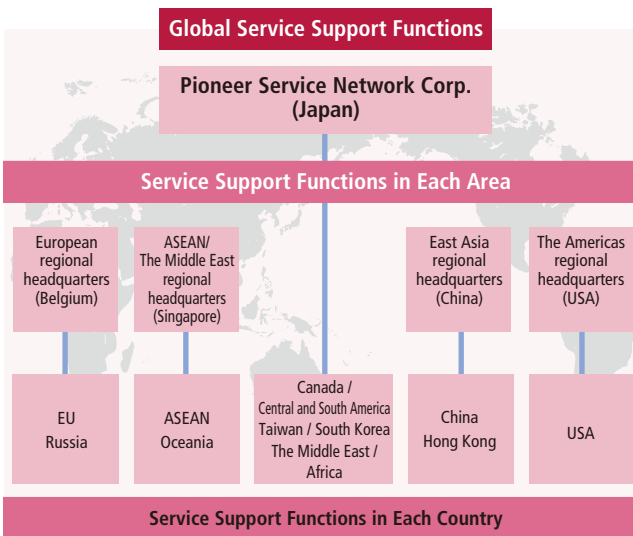 Global Service Support Functions
Pioneer Service Network Corp.
(Japan)
Service Support Functions in Each Area
European
regional
headquarters
(Belgium)
ASEAN/
The Middle East
regional
headquarters
(Singapore)
East Asia
regional
headquarters
(China)
The Americas
regional
headquarters
(USA)
EU
Russia
ASEAN
Oceania
Canada /
Central and South America
Taiwan / South Korea
The Middle East /
Africa
China
Hong Kong
USA
Service Support Functions in Each Country